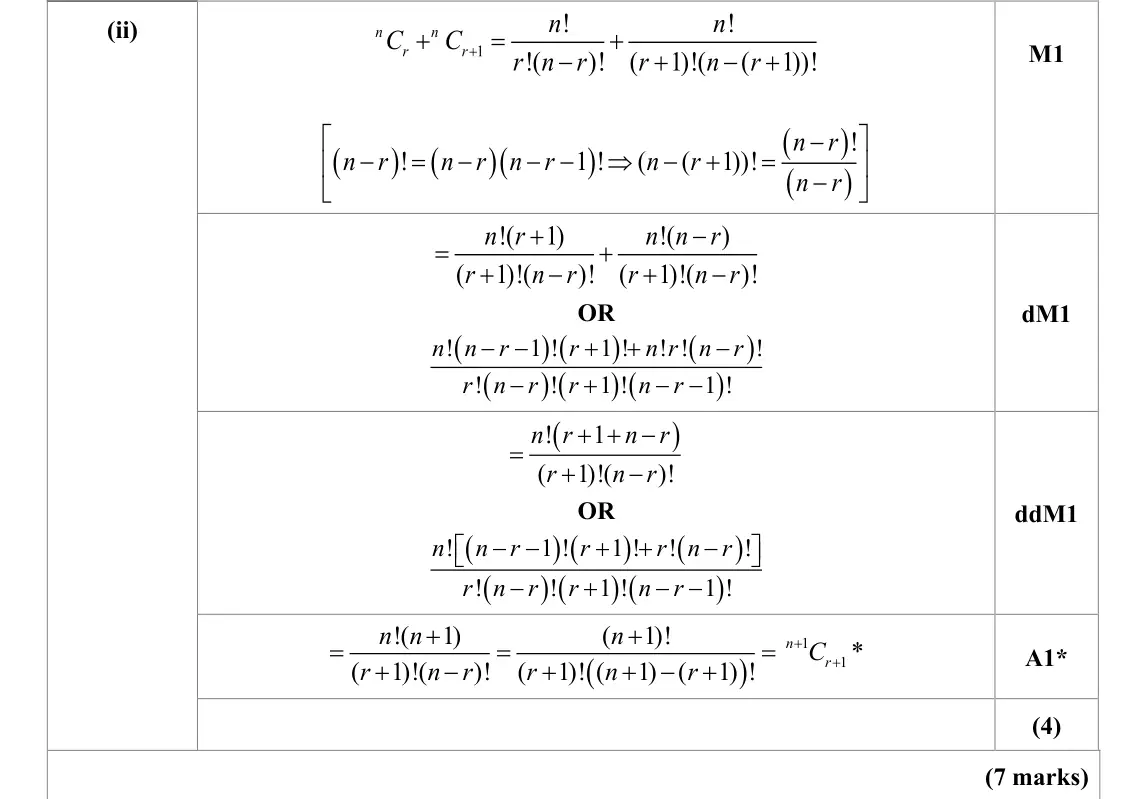 (ii)
ⁿCᵣ + ⁿCᵣ₊₁ = n!/(r!(n − r)!) + n!/((r + 1)!(n − (r + 1))!)
M1
[(n − r)! = (n − r)(n − r − 1)! ⇒ (n − (r + 1))! = (n − r)!/(n − r)]
= n!(r + 1)/((r + 1)!(n − r)!) + n!(n − r)/((r + 1)!(n − r)!)
OR
dM1
(n!(n − r − 1)!(r + 1)! + n!r!(n − r)!)/(r!(n − r)!(r + 1)!(n − r − 1)!)
= n!(r + 1 + n − r)/((r + 1)!(n − r)!)
OR
ddM1
n![(n − r − 1)!(r + 1)! + r!(n − r)!]/(r!(n − r)!(r + 1)!(n − r − 1)!)
= n!(n + 1)/((r + 1)!(n − r)!) = (n + 1)!/((r + 1)!((n + 1) − (r + 1))!) = ⁿ⁺¹Cᵣ₊₁ *
A1*
(4)
(7 marks)